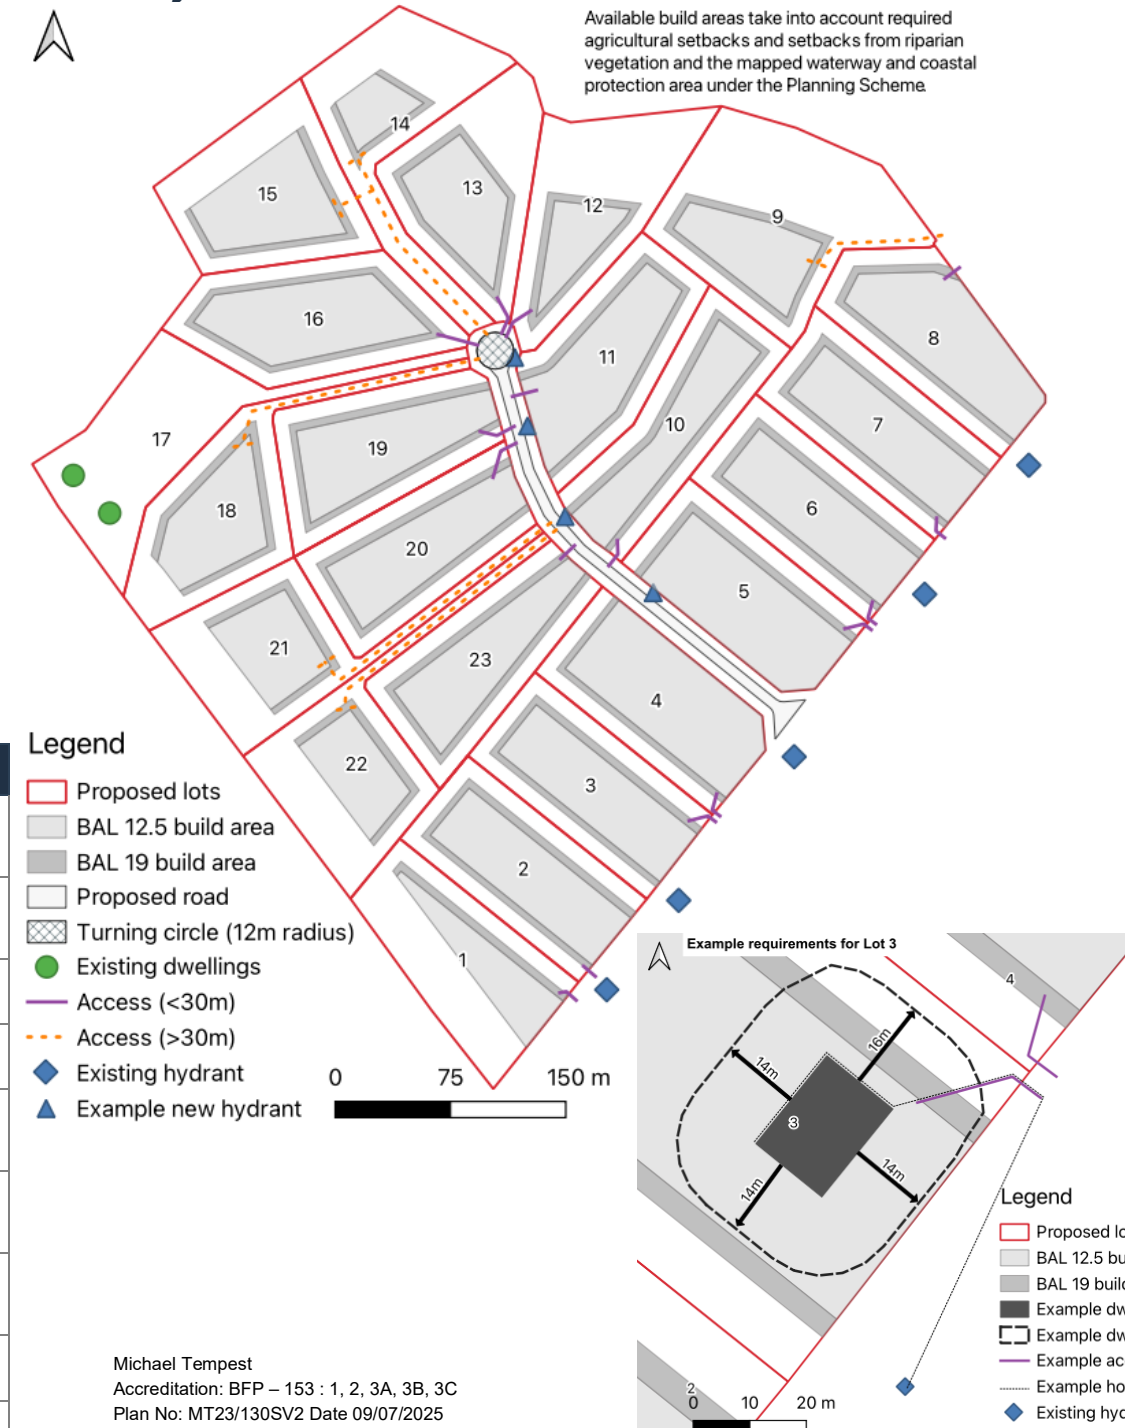 Available build areas take into account required
agricultural setbacks and setbacks from riparian
vegetation and the mapped waterway and coastal
protection area under the Planning Scheme.
14
15
13
12
9
16
8
11
7
10
17
19
6
18
20
5
21
23
4
22
3
2
1
Legend
Proposed lots
BAL 12.5 build area
BAL 19 build area
Proposed road
Turning circle (12m radius)
Existing dwellings
Access (<30m)
Access (>30m)
Existing hydrant
Example new hydrant
0 75 150 m
Example requirements for Lot 3
4
16m
14m
3
14m
14m
2
0 10 20 m
Legend
Proposed lo
BAL 12.5 bu
BAL 19 build
Example dw
Example dw
Example acc
Example ho
Existing hyd
Michael Tempest
Accreditation: BFP – 153 : 1, 2, 3A, 3B, 3C
Plan No: MT23/130SV2 Date 09/07/2025